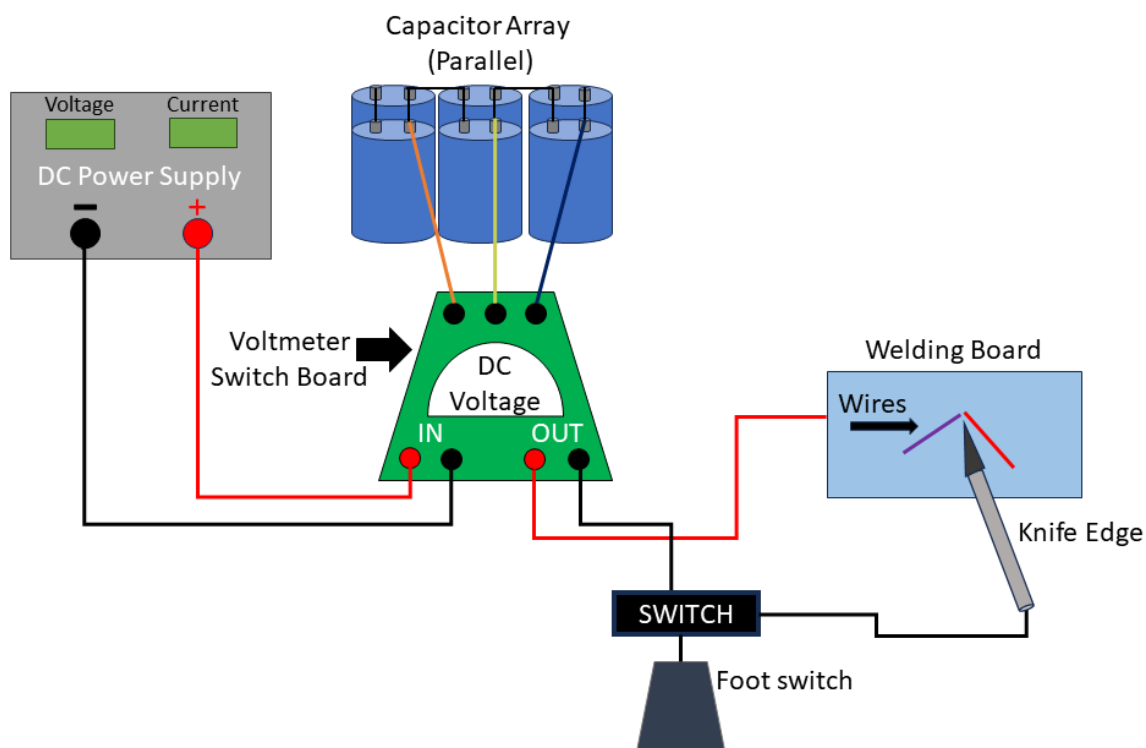 Capacitor Array
(Parallel)
Voltage
Current
DC Power Supply
−
+
Voltmeter
Switch Board
DC
Voltage
IN
OUT
Welding Board
Wires
Knife Edge
SWITCH
Foot switch